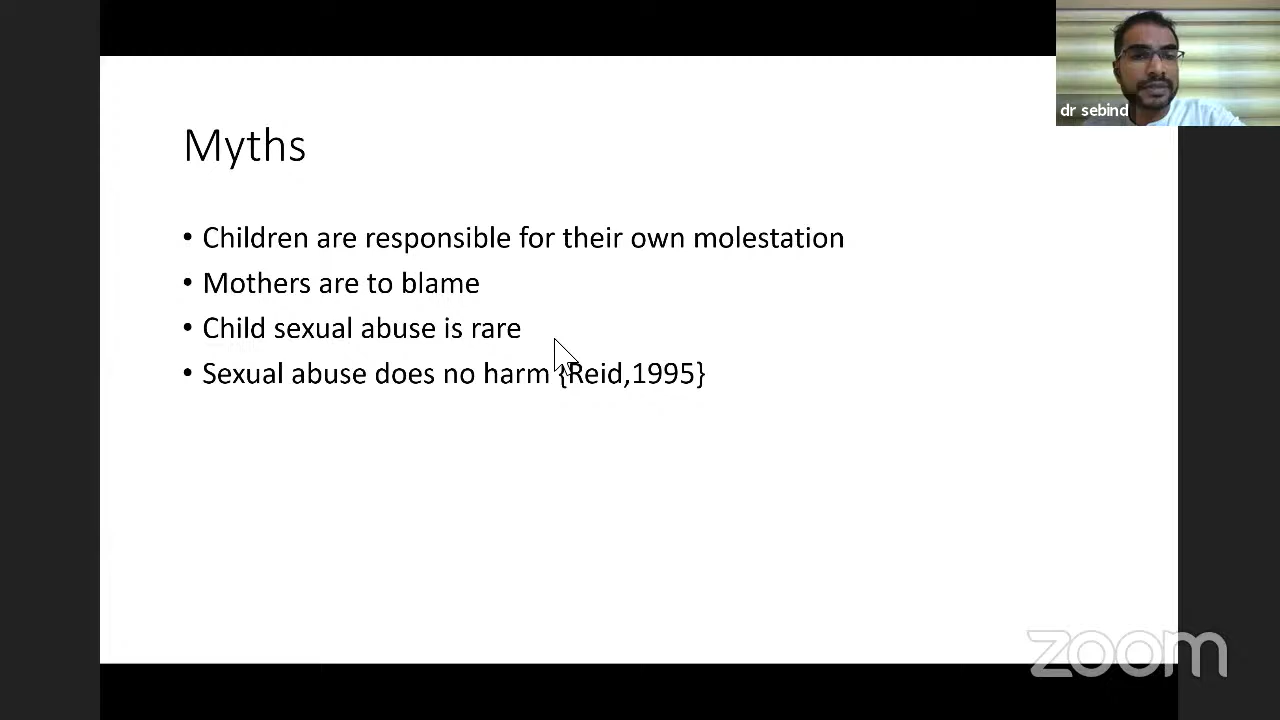 dr sebind
Myths
• Children are responsible for their own molestation
• Mothers are to blame
• Child sexual abuse is rare
• Sexual abuse does no harm {Reid,1995}
zoom